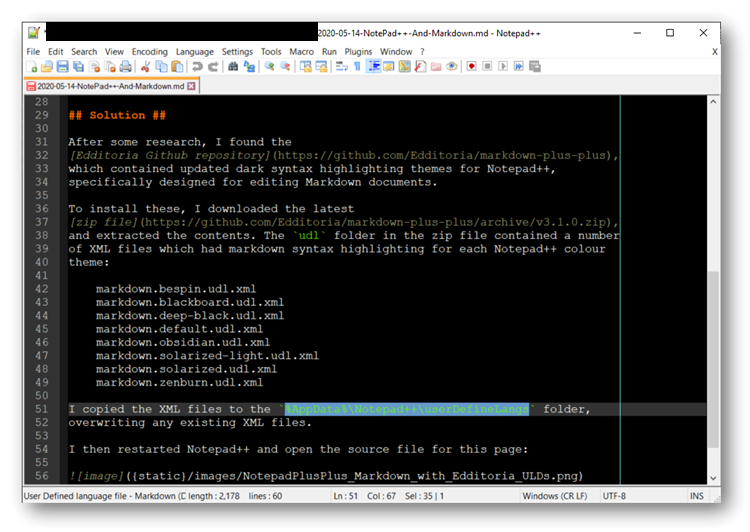 2020-05-14-NotePad++-And-Markdown.md - Notepad++
File Edit Search View Encoding Language Settings Tools Macro Run Plugins Window ? X
2020-05-14-NotePad++-And-Markdown.md
28
29 ## Solution ##
30
31 After some research, I found the
32 [Edditoria Github repository](https://github.com/Edditoria/markdown-plus-plus),
33 which contained updated dark syntax highlighting themes for Notepad++,
34 specifically designed for editing Markdown documents.
35
36 To install these, I downloaded the latest
37 [zip file](https://github.com/Edditoria/markdown-plus-plus/archive/v3.1.0.zip),
38 and extracted the contents. The `udl` folder in the zip file contained a number
39 of XML files which had markdown syntax highlighting for each Notepad++ colour
40 theme:
41
42 markdown.bespin.udl.xml
43 markdown.blackboard.udl.xml
44 markdown.deep-black.udl.xml
45 markdown.default.udl.xml
46 markdown.obsidian.udl.xml
47 markdown.solarized-light.udl.xml
48 markdown.solarized.udl.xml
49 markdown.zenburn.udl.xml
50
51 I copied the XML files to the `%AppData%\Notepad++\userDefineLangs` folder,
52 overwriting any existing XML files.
53
54 I then restarted Notepad++ and open the source file for this page:
55
56 ![image]({static}/images/NotepadPlusPlus_Markdown_with_Edditoria_ULDs.png)
User Defined language file - Markdown (D length : 2,178 lines : 60 Ln : 51 Col : 67 Sel : 35 | 1 Windows (CR LF) UTF-8 INS